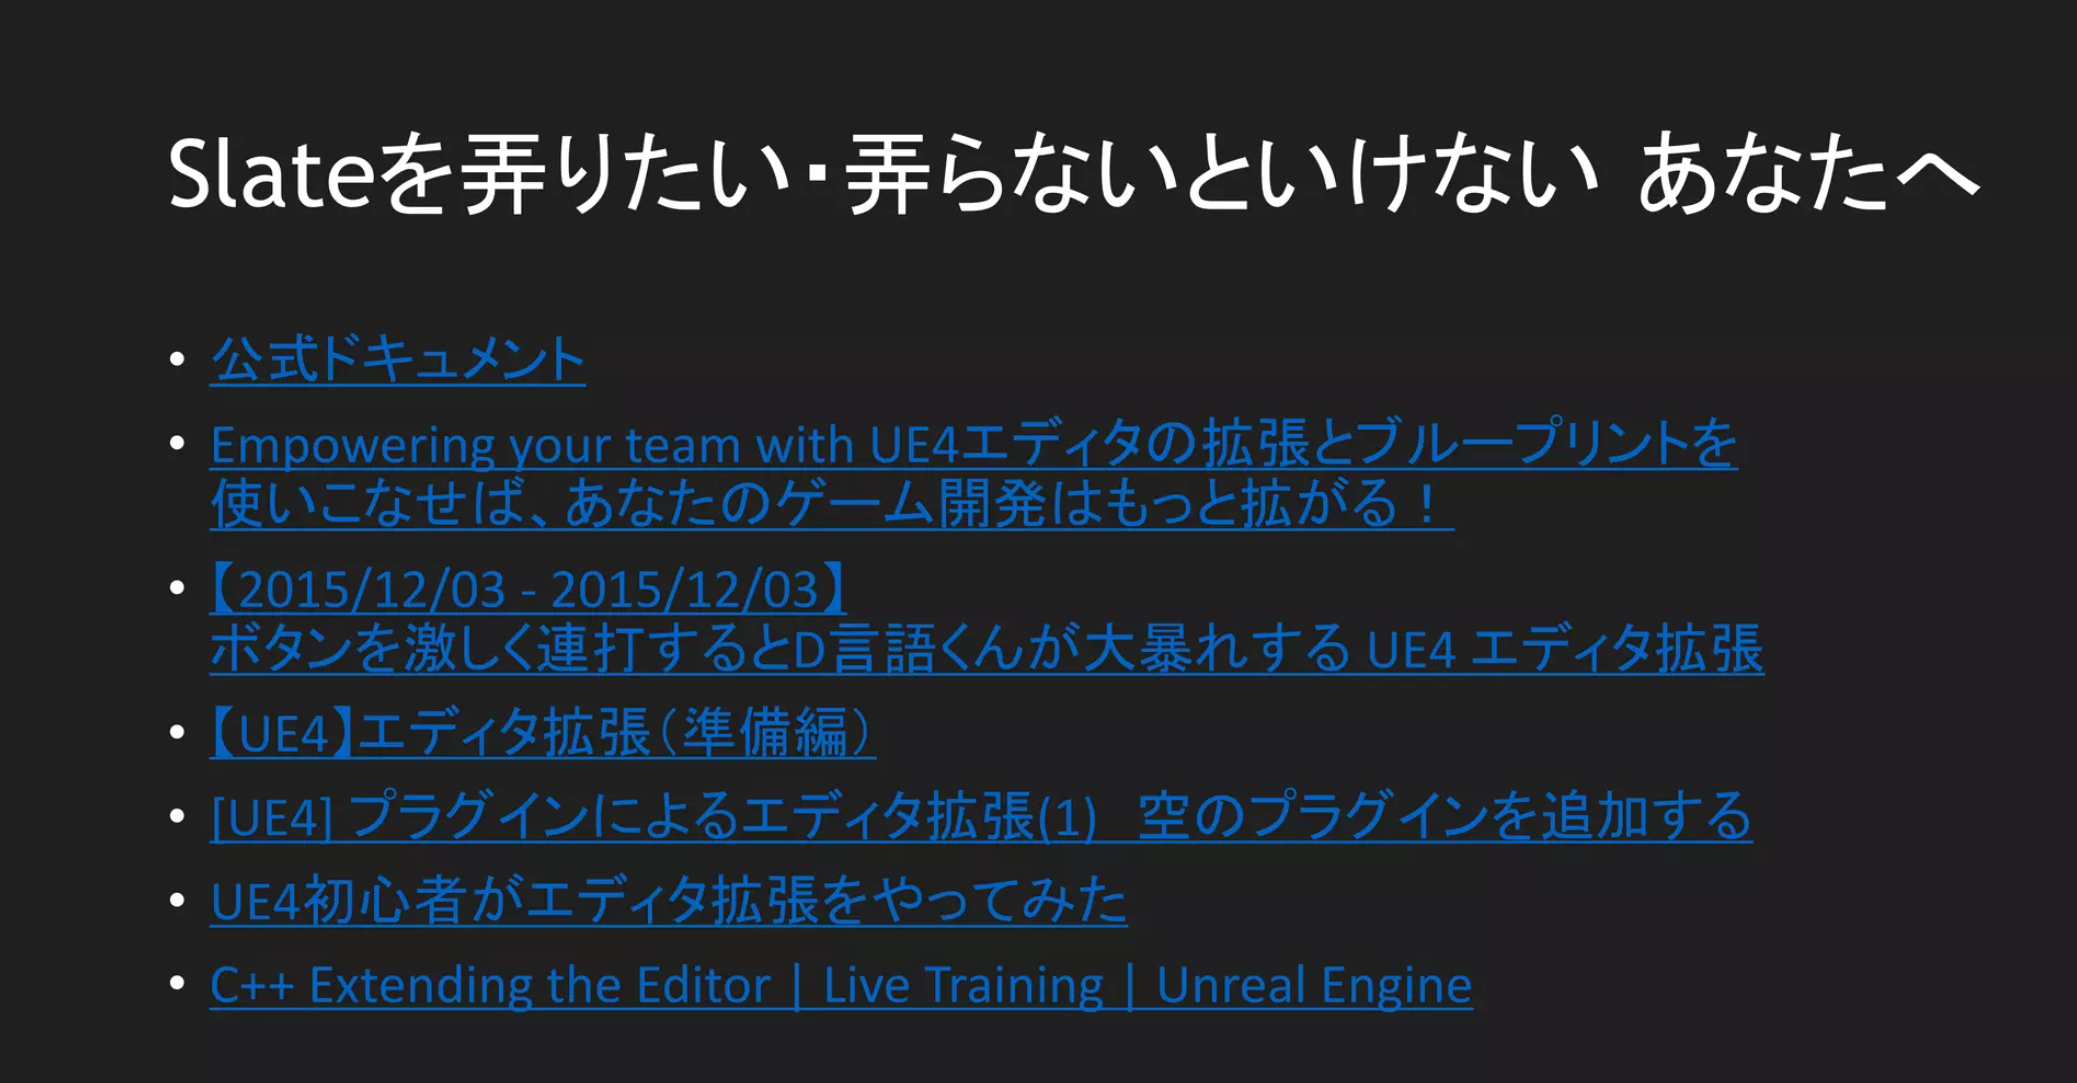 Slateを弄りたい・弄らないといけない あなたへ
• 公式ドキュメント
• Empowering your team with UE4エディタの拡張とブループリントを
使いこなせば、あなたのゲーム開発はもっと拡がる！
• 【2015/12/03 - 2015/12/03】
ボタンを激しく連打するとD言語くんが大暴れする UE4 エディタ拡張
• 【UE4】エディタ拡張（準備編）
• [UE4] プラグインによるエディタ拡張(1)　空のプラグインを追加する
• UE4初心者がエディタ拡張をやってみた
• C++ Extending the Editor | Live Training | Unreal Engine